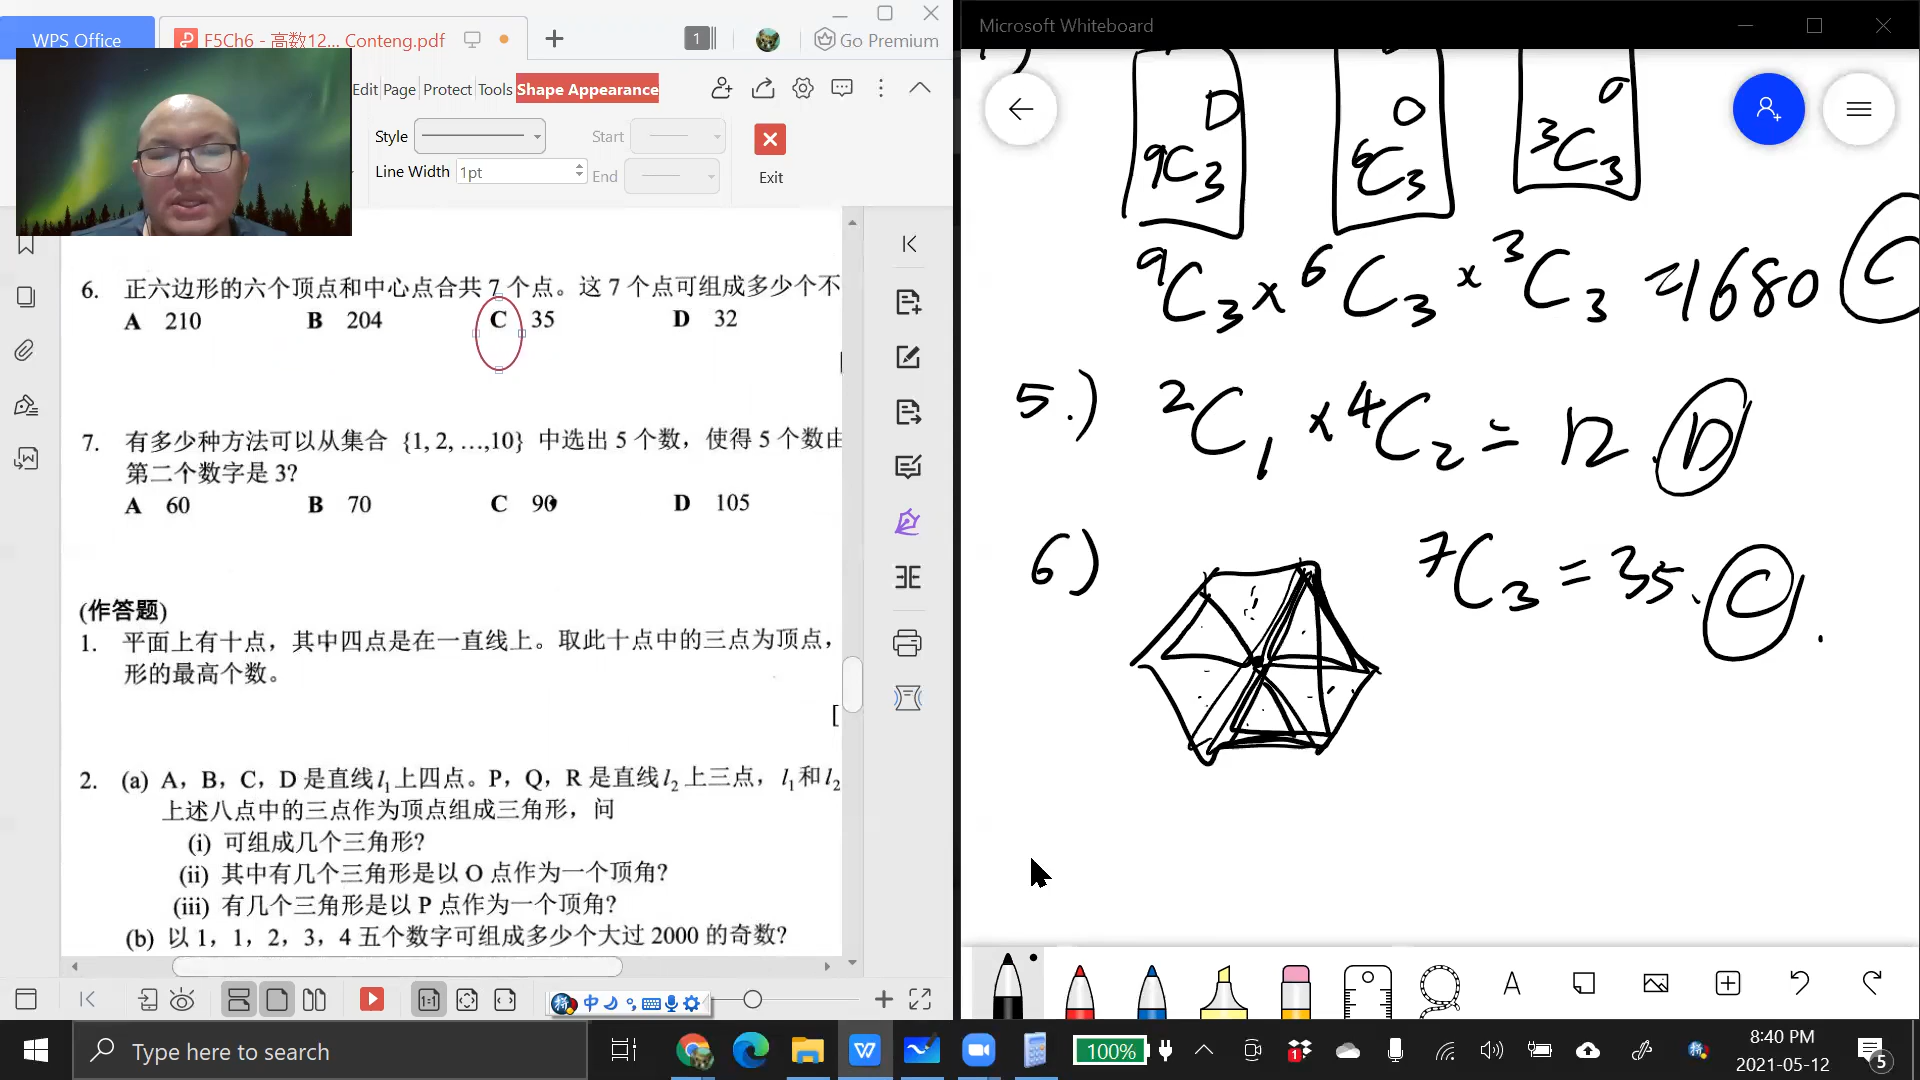 WPS Office
F5Ch6 - 高数12... Conteng.pdf
1
Go Premium
Edit Page Protect Tools Shape Appearance
Style
Start
Line Width 1pt
End
Exit
6. 正六边形的六个顶点和中心点合共 7 个点。这 7 个点可组成多少个不
A 210 B 204 C 35 D 32
7. 有多少种方法可以从集合 {1, 2, …,10} 中选出 5 个数，使得 5 个数由
第二个数字是 3?
A 60 B 70 C 90 D 105
(作答题)
1. 平面上有十点，其中四点是在一直线上。取此十点中的三点为顶点，
形的最高个数。
[
2. (a) A，B，C，D 是直线 l₁ 上四点。P，Q，R 是直线 l₂ 上三点，l₁和 l₂
上述八点中的三点作为顶点组成三角形，问
(i) 可组成几个三角形?
(ii) 其中有几个三角形是以 O 点作为一个顶角?
(iii) 有几个三角形是以 P 点作为一个顶角?
(b) 以 1，1，2，3，4 五个数字可组成多少个大过 2000 的奇数?
中
Microsoft Whiteboard
D O
⁹C₃ ⁶C₃ ³C₃
⁹C₃ x ⁶C₃ x ³C₃ = 1680 C
5.) ²C₁ x ⁴C₂ = 12. D
6) ⁷C₃ = 35. C.
Type here to search
100%
8:40 PM
2021-05-12
1
5